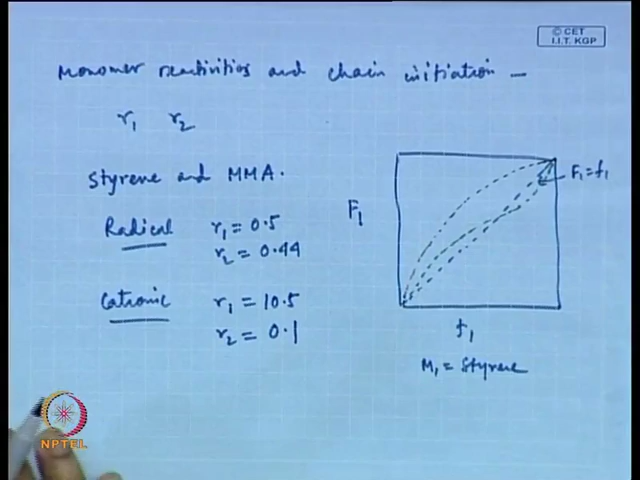 © CET
I.I.T. KGP
Monomer reactivities and chain initiation —
r1 r2
Styrene and MMA.
Radical r1 = 0.5
r2 = 0.44
Cationic r1 = 10.5
r2 = 0.1
F1
F1 = f1
f1
M1 = Styrene
NPTEL